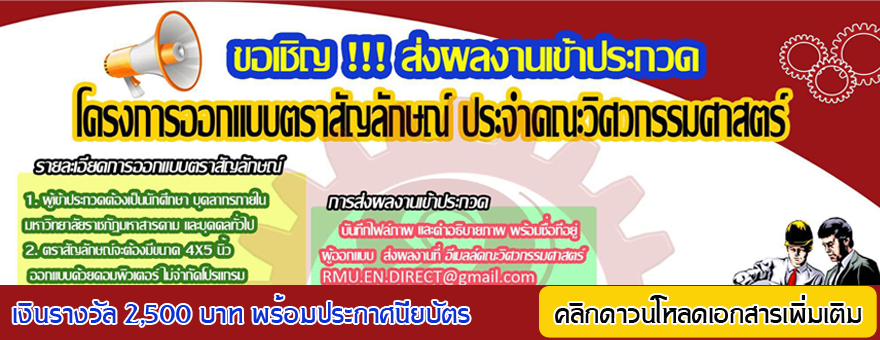 ขอเชิญ !!! ส่งผลงานเข้าประกวด
โครงการออกแบบตราสัญลักษณ์ ประจำคณะวิศวกรรมศาสตร์
รายละเอียดการออกแบบตราสัญลักษณ์
1. ผู้เข้าประกวดต้องเป็นนักศึกษา บุคลากรภายใน
มหาวิทยาลัยราชภัฏมหาสารคาม และบุคคลทั่วไป
2. ตราสัญลักษณ์จะต้องมีขนาด 4X5 นิ้ว
ออกแบบด้วยคอมพิวเตอร์ ไม่จำกัดโปรแกรม
การส่งผลงานเข้าประกวด
บันทึกไฟล์ภาพ และคำอธิบายภาพ พร้อมชื่อที่อยู่
ผู้ออกแบบ ส่งผลงานที่ อีเมลล์คณะวิศวกรรมศาสตร์
RMU.EN.DIRECT@gmail.com
เงินรางวัล 2,500 บาท พร้อมประกาศนียบัตร
คลิกดาวน์โหลดเอกสารเพิ่มเติม